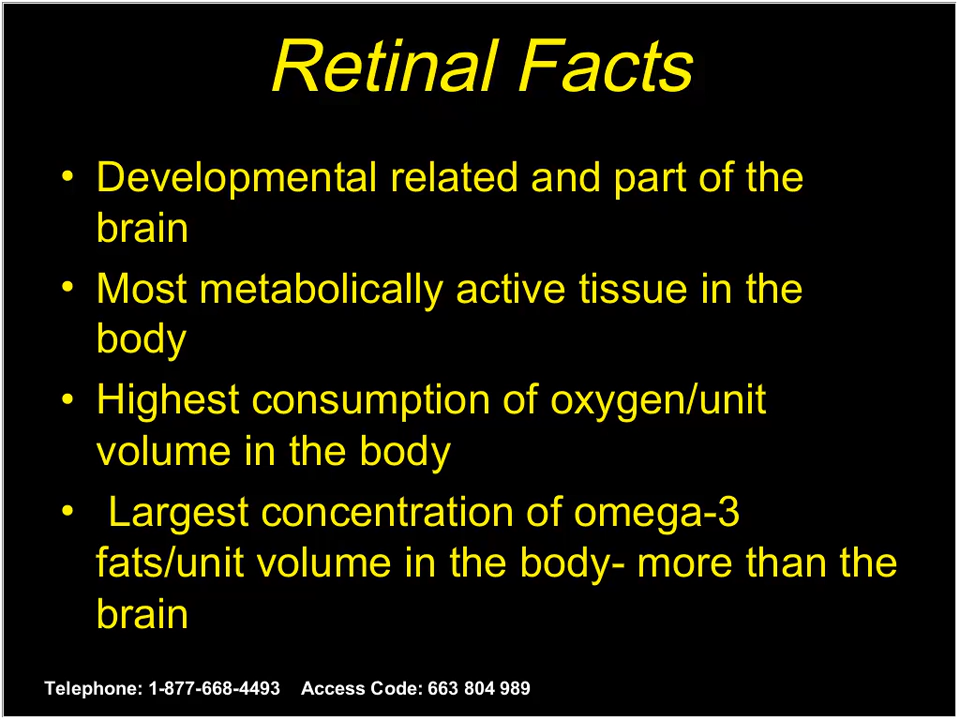 Retinal Facts
• Developmental related and part of the
brain
• Most metabolically active tissue in the
body
• Highest consumption of oxygen/unit
volume in the body
• Largest concentration of omega-3
fats/unit volume in the body- more than the
brain
Telephone: 1-877-668-4493 Access Code: 663 804 989